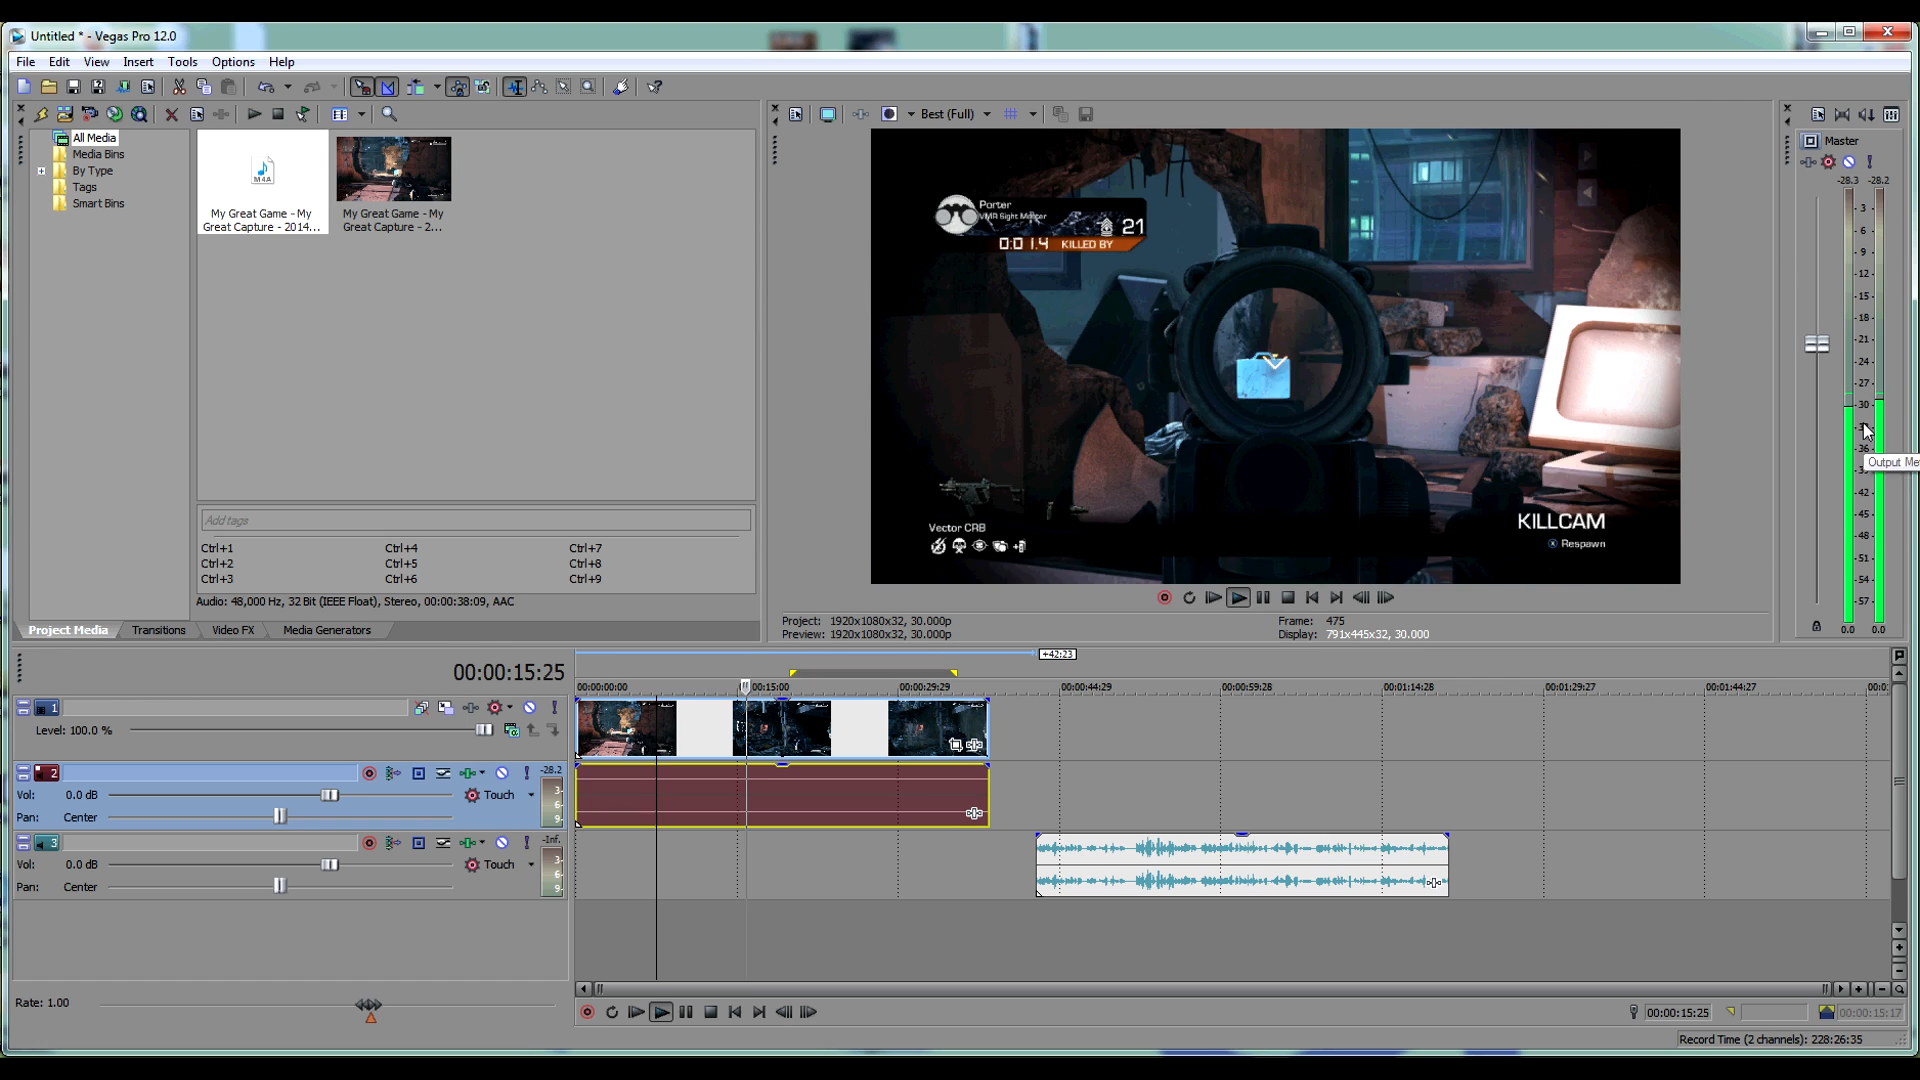 Untitled * - Vegas Pro 12.0
File Edit View Insert Tools Options Help
Best (Full)
All Media
Media Bins
By Type
Tags
Smart Bins
M4A
My Great Game - My
Great Capture - 2014...
My Great Game - My
Great Capture - 2...
Add tags
Ctrl+1 Ctrl+4 Ctrl+7
Ctrl+2 Ctrl+5 Ctrl+8
Ctrl+3 Ctrl+6 Ctrl+9
Audio: 48,000 Hz, 32 Bit (IEEE Float), Stereo, 00:00:38:09, AAC
Project Media Transitions Video FX Media Generators
Porter
VMR Sight Master
21
0:01.4 KILLED BY
Vector CRB
KILLCAM
X Respawn
Project: 1920x1080x32, 30.000p
Preview: 1920x1080x32, 30.000p
Frame: 475
Display: 791x445x32, 30.000
Master
-28.3 -28.2
3
6
9
12
15
18
21
24
27
30
36
42
45
48
51
54
57
0.0 0.0
Output Me
00:00:15:25
+42:23
00:00:00:00 00:15:00 00:00:29:29 00:00:44:29 00:00:59:28 00:01:14:28 00:01:29:27 00:01:44:27 00:0
1
Level: 100.0 %
2
-28.2
Vol: 0.0 dB Touch
Pan: Center
3
6
9
3
-Inf.
Vol: 0.0 dB Touch
Pan: Center
3
6
9
Rate: 1.00
00:00:15:25
00:00:15:17
Record Time (2 channels): 228:26:35